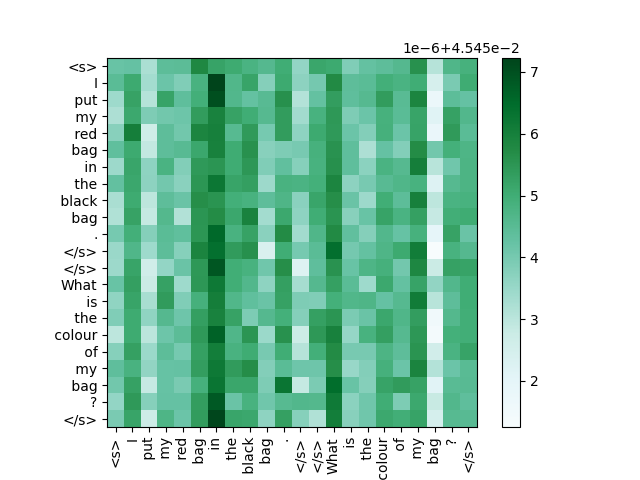 1e-6+4.545e-2
<s>
I
put
my
red
bag
in
the
black
bag
.
</s>
</s>
What
is
the
colour
of
my
bag
?
</s>
7
6
5
4
3
2
<s> I put my red bag in the black bag . </s> </s> What is the colour of my bag ? </s>